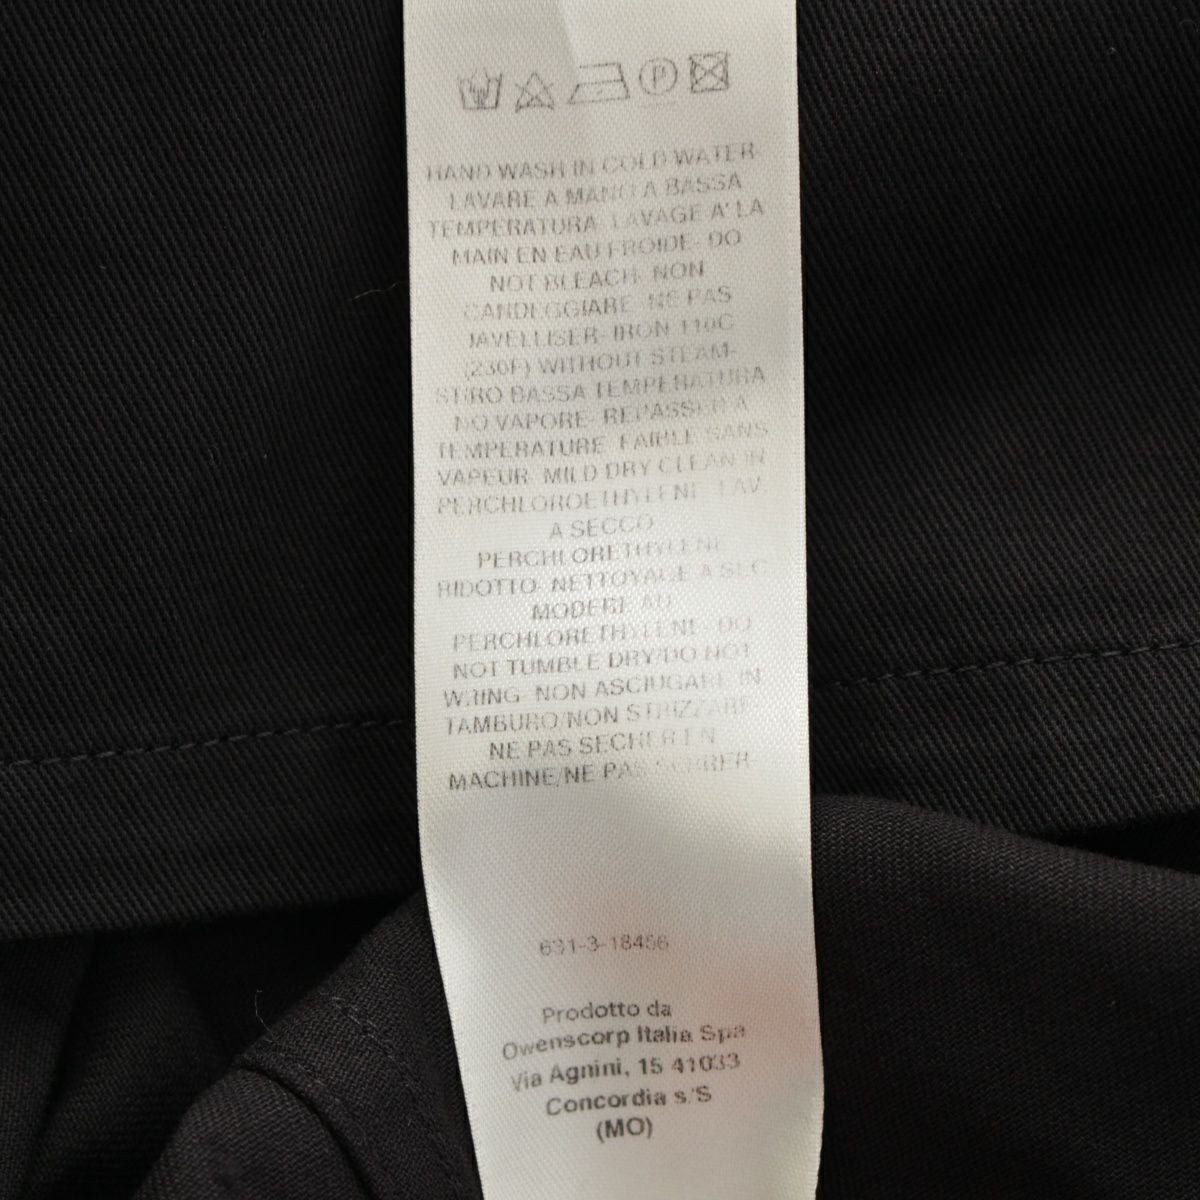 P
HAND WASH IN COLD WATER-
LAVARE A MANO A BASSA
TEMPERATURA- LAVAGE A' LA
MAIN EN EAU FROIDE- DO
NOT BLEACH- NON
CANDEGGIARE- NE PAS
JAVELLISER- IRON 110C
(230F) WITHOUT STEAM-
STIRO BASSA TEMPERATURA
NO VAPORE- REPASSER A
TEMPERATURE FAIBLE SANS
VAPEUR- MILD DRY CLEAN IN
PERCHLOROETHYLENE- LAV.
A SECCO
PERCHLORETHYLENE
RIDOTTO- NETTOYAGE A SEC
MODERE AU
PERCHLORETHYLENE- DO
NOT TUMBLE DRY/DO NOT
WRING- NON ASCIUGARE IN
TAMBURO/NON STRIZZARE-
NE PAS SECHER EN
MACHINE/NE PAS SERRER-
631-3-18456
Prodotto da
Owenscorp Italia Spa
Via Agnini, 15 41033
Concordia s/S
(MO)